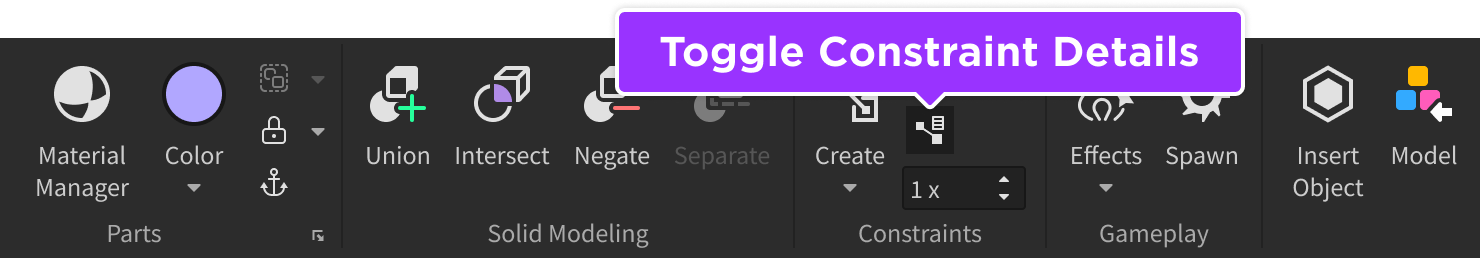 Toggle Constraint Details
Material
Manager
Color
Union
Intersect
Negate
Separate
Create
1 x
Effects
Spawn
Insert
Object
Model
Parts
Solid Modeling
Constraints
Gameplay